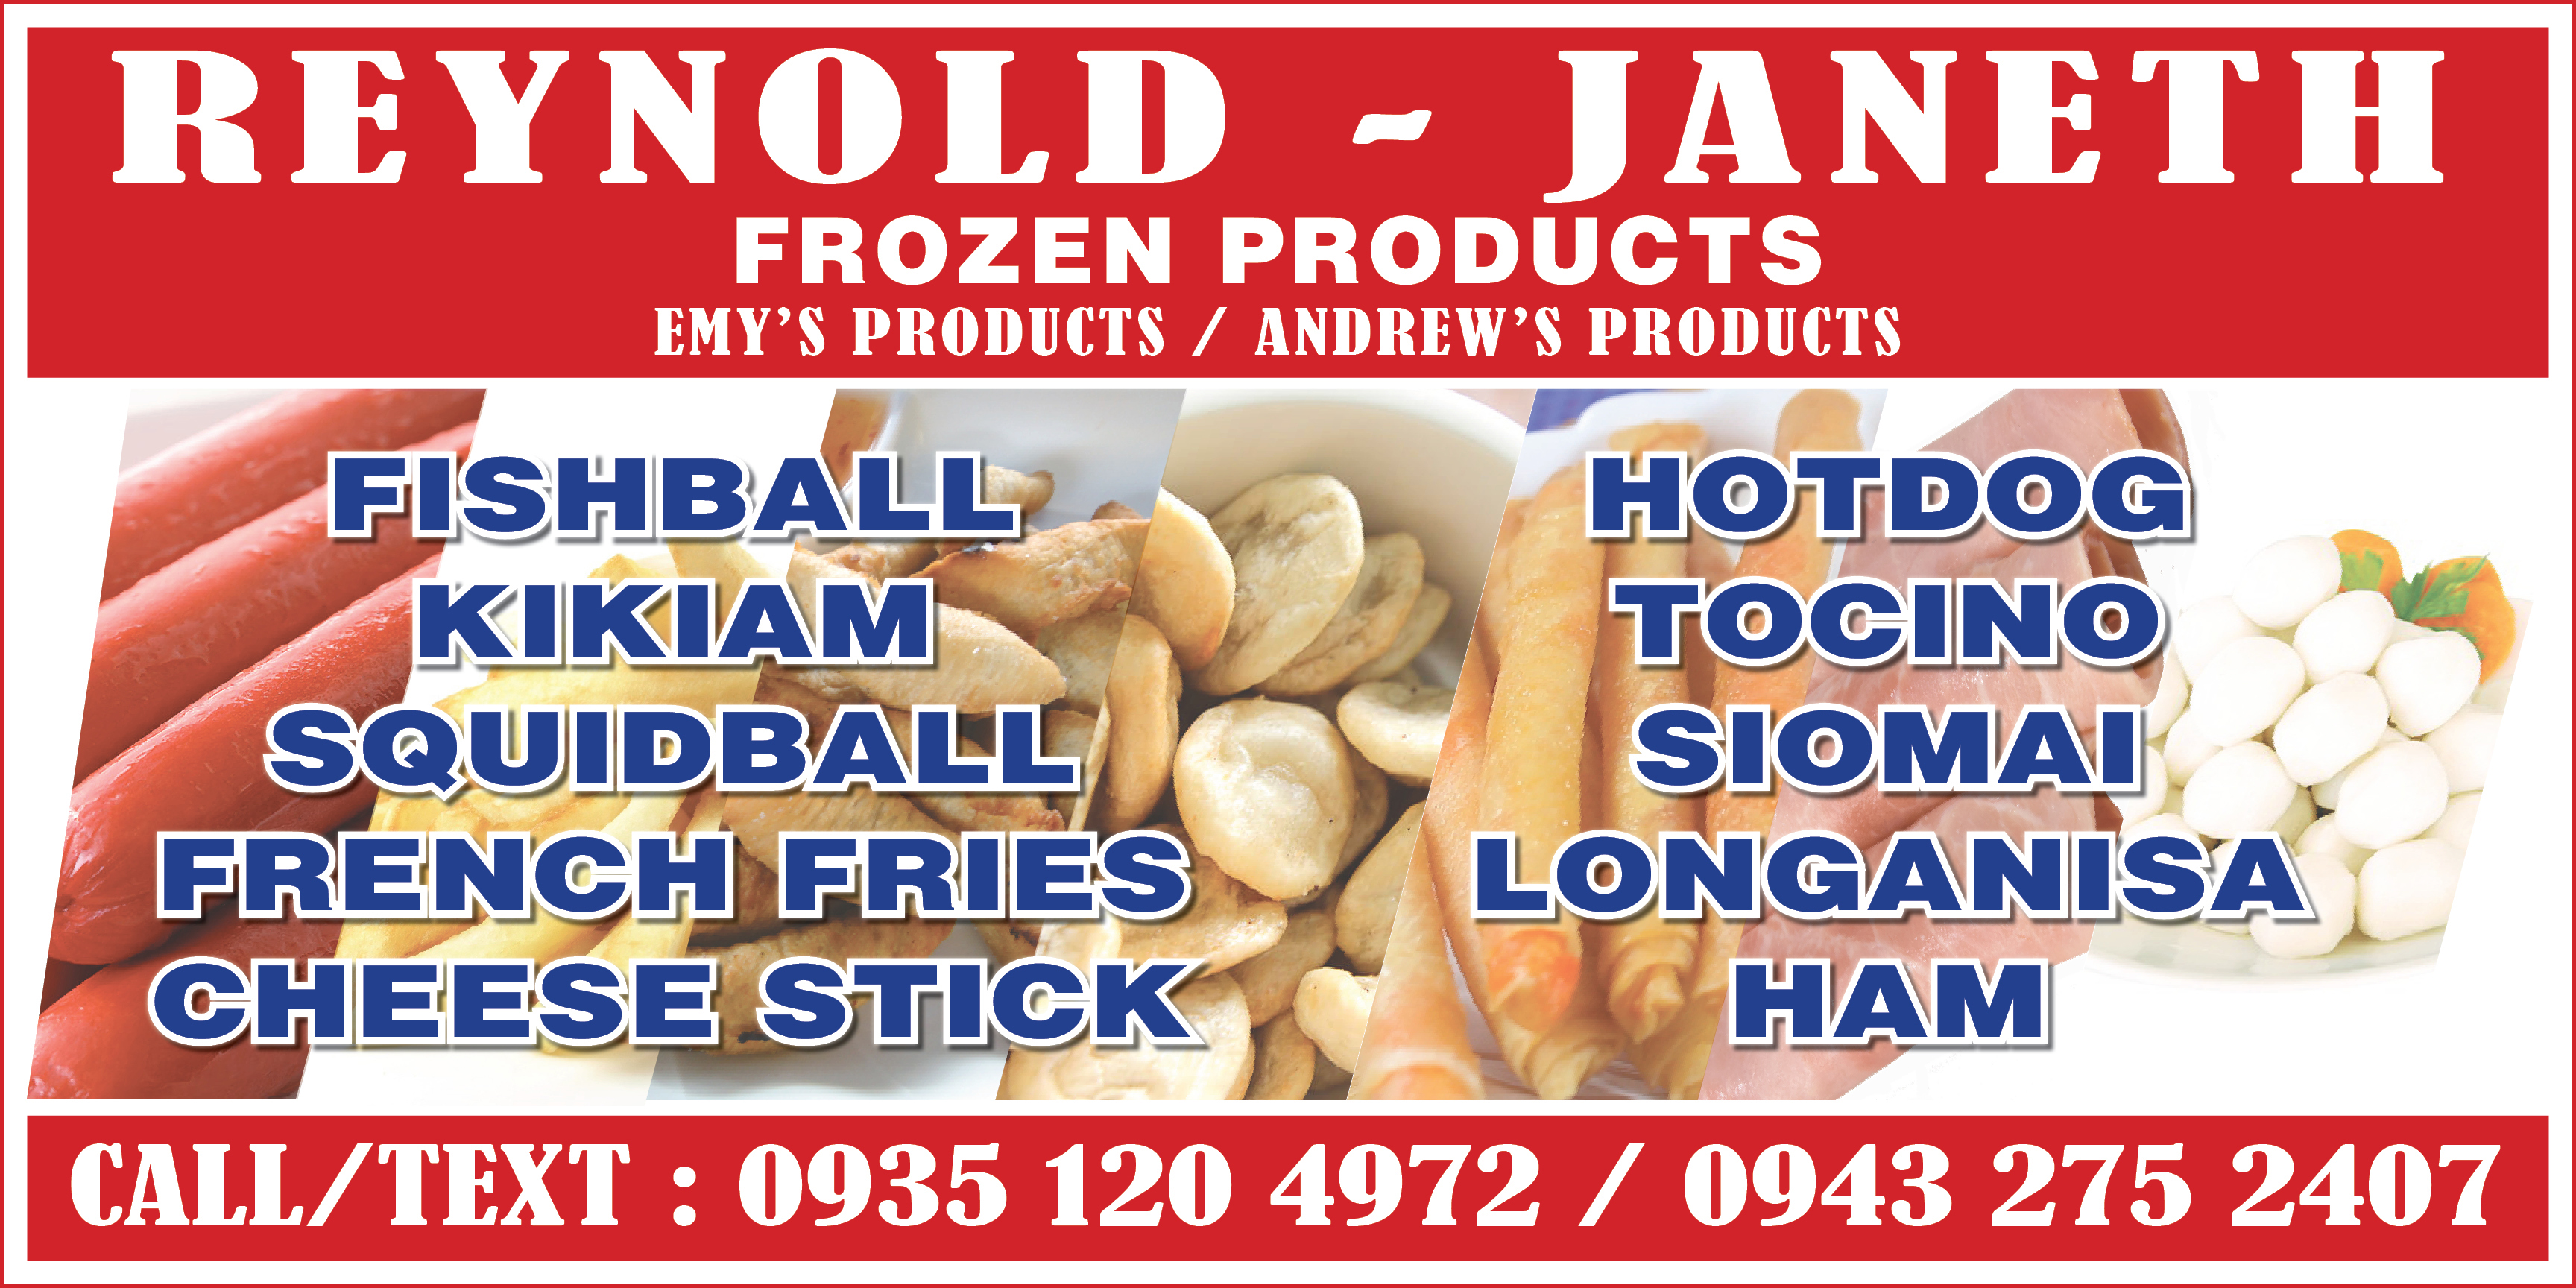 REYNOLD - JANETH
FROZEN PRODUCTS
EMY'S PRODUCTS / ANDREW'S PRODUCTS
FISHBALL
KIKIAM
SQUIDBALL
FRENCH FRIES
CHEESE STICK
HOTDOG
TOCINO
SIOMAI
LONGANISA
HAM
CALL/TEXT : 0935 120 4972 / 0943 275 2407